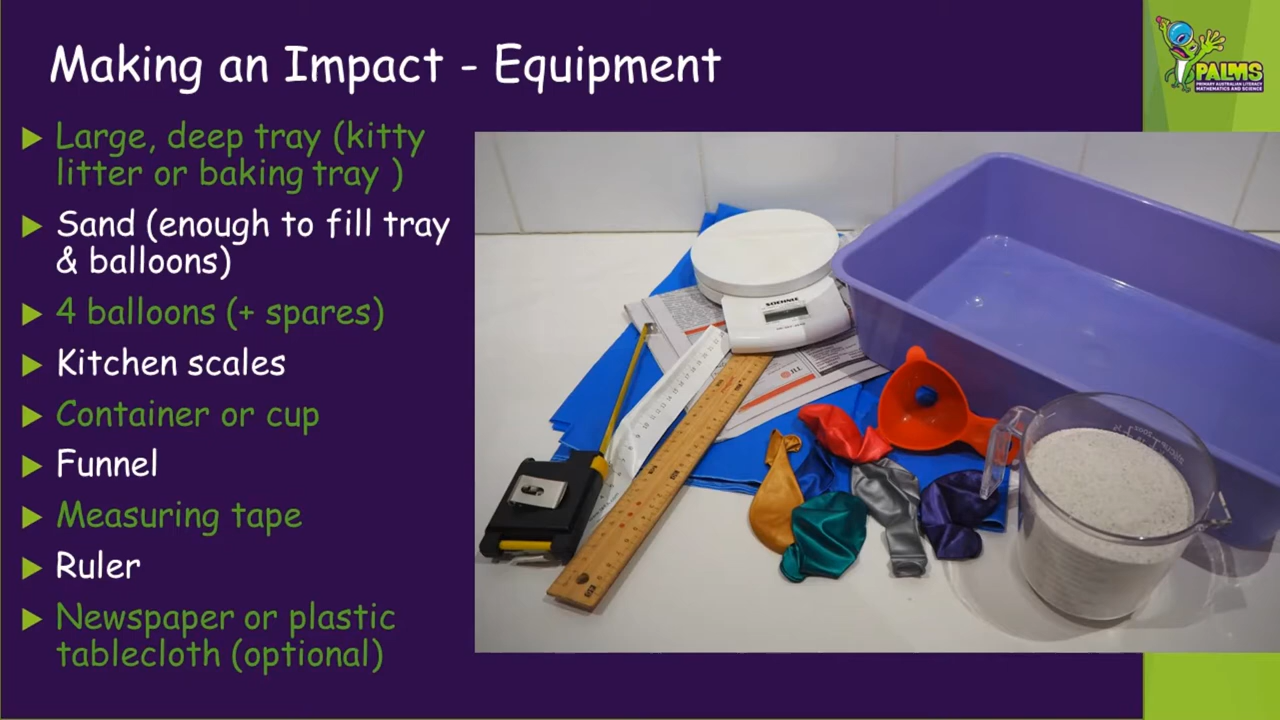 Making an Impact - Equipment
PALMS
PRIMARY AUSTRALIAN LITERACY
MATHEMATICS AND SCIENCE
Large, deep tray (kitty
litter or baking tray )
Sand (enough to fill tray
& balloons)
4 balloons (+ spares)
Kitchen scales
Container or cup
Funnel
Measuring tape
Ruler
Newspaper or plastic
tablecloth (optional)
SOEHNLE